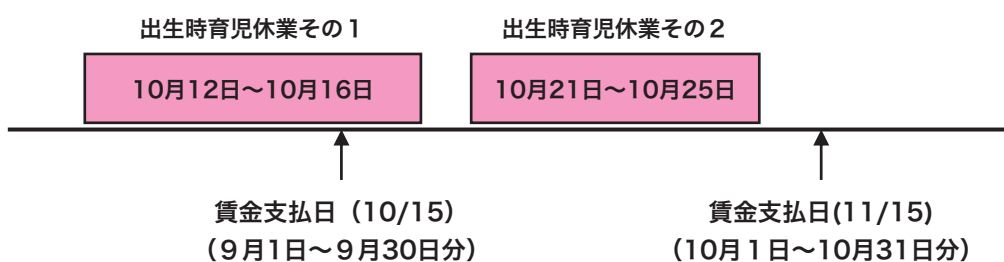 出生時育児休業その1
出生時育児休業その2
10月12日〜10月16日
10月21日〜10月25日
賃金支払日（10/15）
（９月1日〜９月30日分）
賃金支払日(11/15)
（10月１日〜10月31日分）